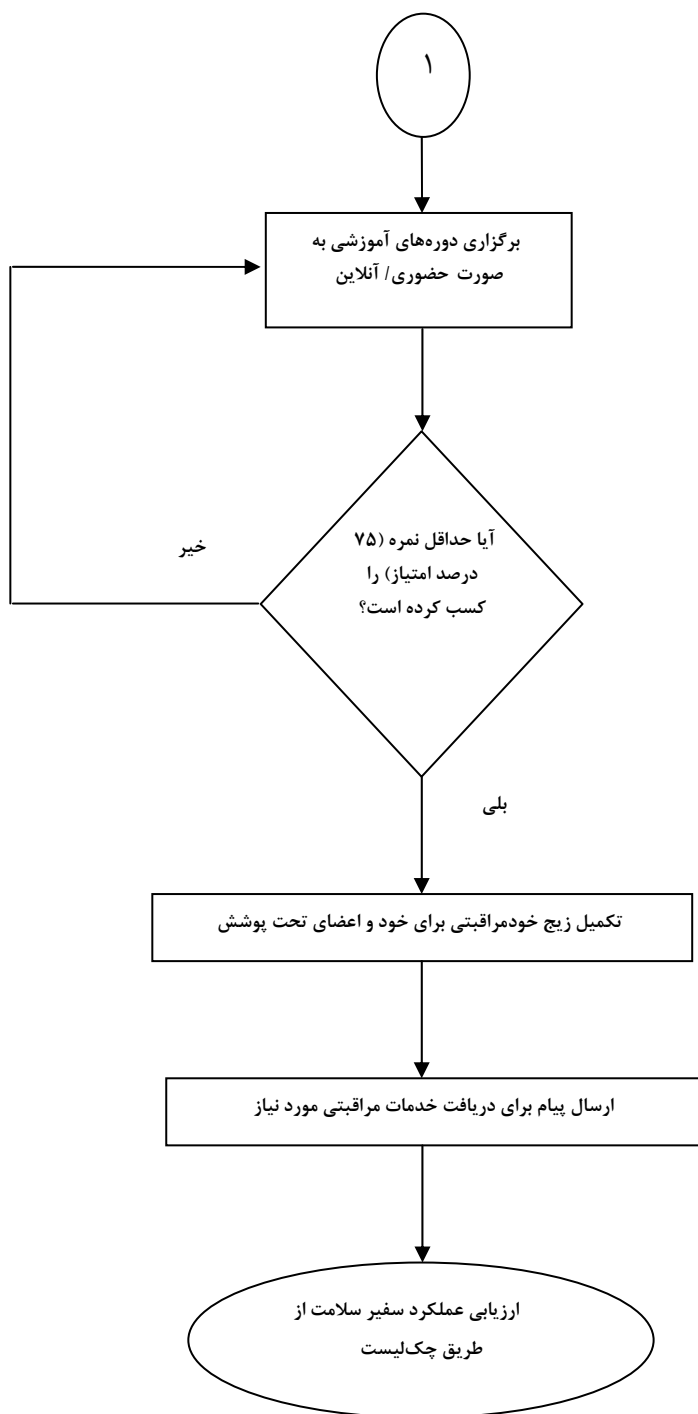 ۱
برگزاری دوره‌های آموزشی به
صورت حضوری/ آنلاین
آیا حداقل نمره (۷۵
درصد امتیاز) را
کسب کرده است؟
خیر
بلی
تکمیل زیج خودمراقبتی برای خود و اعضای تحت پوشش
ارسال پیام برای دریافت خدمات مراقبتی مورد نیاز
ارزیابی عملکرد سفیر سلامت از
طریق چک‌لیست